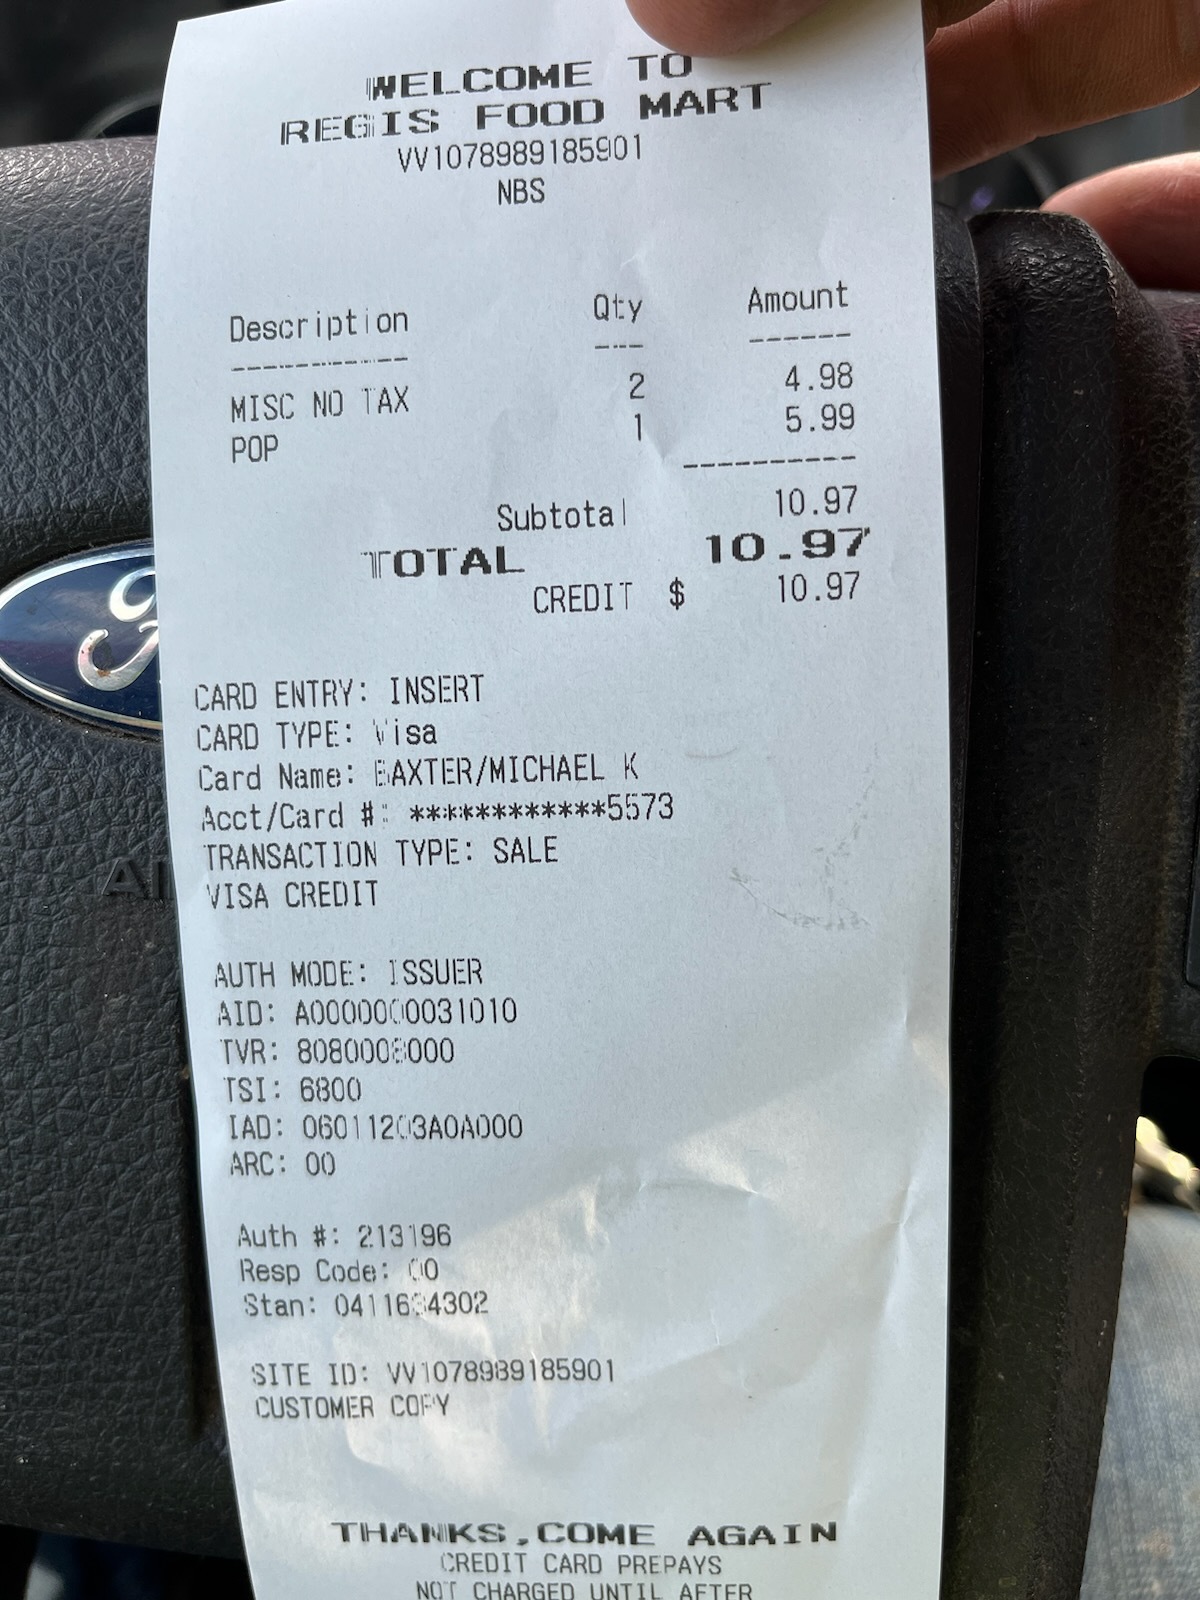 WELCOME TO
REGIS FOOD MART
VV1078989185901
NBS
Description Qty Amount
----------- --- ------
MISC NO TAX 2 4.98
POP 1 5.99
----------
Subtotal 10.97
TOTAL 10.97
CREDIT $ 10.97
CARD ENTRY: INSERT
CARD TYPE: Visa
Card Name: BAXTER/MICHAEL K
Acct/Card #: ************5573
TRANSACTION TYPE: SALE
VISA CREDIT
AUTH MODE: ISSUER
AID: A0000000031010
TVR: 8080008000
TSI: 6800
IAD: 06011203A0A000
ARC: 00
Auth #: 213196
Resp Code: 00
Stan:
SITE ID: VV1078989185901
CUSTOMER COPY
THANKS,COME AGAIN
CREDIT CARD PREPAYS
NOT CHARGED UNTIL AFTER